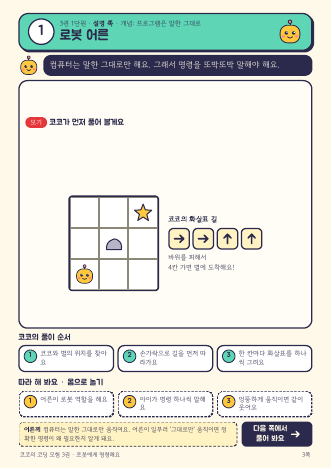 1
3권 1단원 · 설명 쪽 · 개념: 프로그램은 말한 그대로
로봇 어른
컴퓨터는 말한 그대로만 해요. 그래서 명령을 또박또박 말해야 해요.
보기 코코가 먼저 풀어 볼게요
코코의 화살표 길
→ → ↑ ↑
바위를 피해서
4칸 가면 별에 도착해요!
코코의 풀이 순서
1 코코와 별의 위치를 찾아
요
2 손가락으로 길을 먼저 따
라가요
3 한 칸마다 화살표를 하나
씩 그려요
따라 해 봐요 · 몸으로 놀기
1 어른이 로봇 역할을 해요
2 아이가 명령 하나씩 말해
요
3 엉뚱하게 움직이면 같이
웃어요
어른께 컴퓨터는 말한 그대로만 움직여요. 어른이 일부러 '그대로만' 움직이면 정
확한 명령이 왜 필요한지 알게 돼요.
다음 쪽에서
풀어 봐요 →
코코의 코딩 모험 3권 · 또박또박 명령해요
3쪽